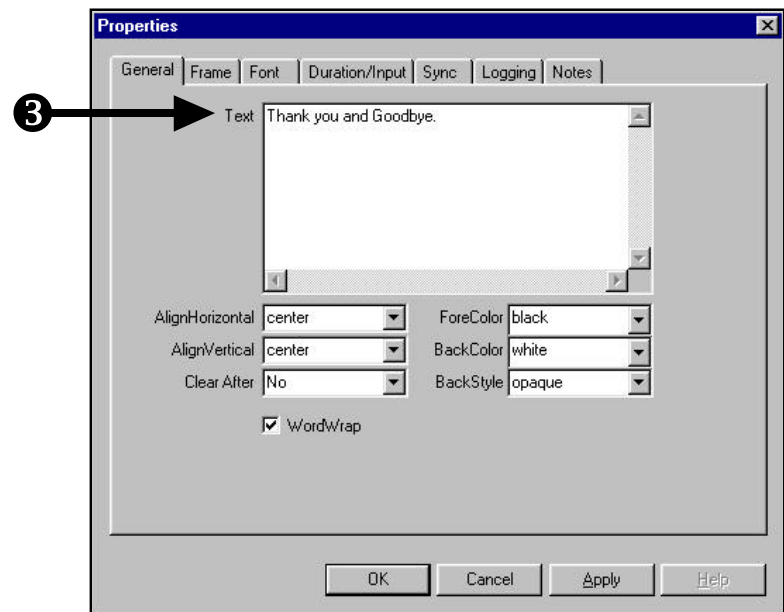 Properties
General Frame Font Duration/Input Sync Logging Notes
❸ Text Thank you and Goodbye.
AlignHorizontal center ForeColor black
AlignVertical center BackColor white
Clear After No BackStyle opaque
WordWrap
OK Cancel Apply Help